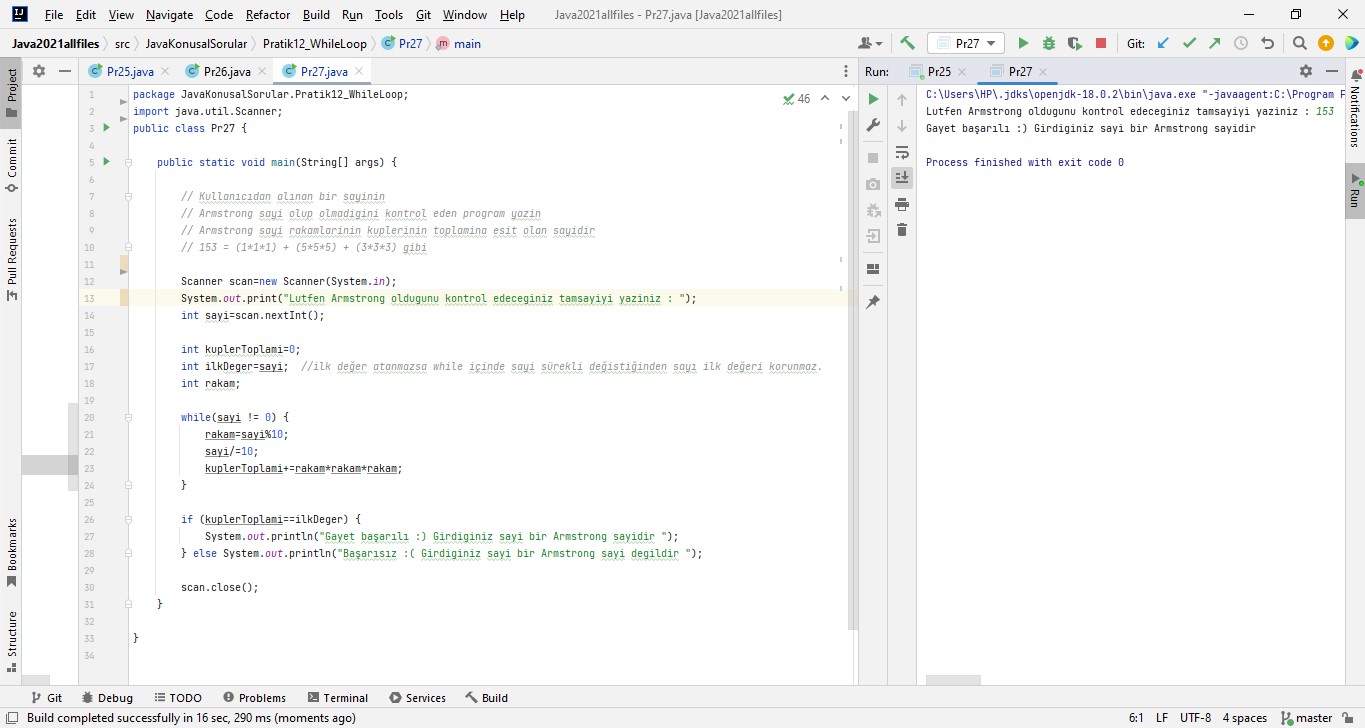 File Edit View Navigate Code Refactor Build Run Tools Git Window Help Java2021allfiles - Pr27.java [Java2021allfiles]
Java2021allfiles src JavaKonusalSorular Pratik12_WhileLoop Pr27 main Pr27 Git:
Project
Commit
Pull Requests
Bookmarks
Structure
Pr25.java Pr26.java Pr27.java
46
1 package JavaKonusalSorular.Pratik12_WhileLoop;
2 import java.util.Scanner;
3 public class Pr27 {
4
5 public static void main(String[] args) {
6
7 // Kullanıcıdan alınan bir sayinin
8 // Armstrong sayi olup olmadigini kontrol eden program yazin
9 // Armstrong sayi rakamlarinin kuplerinin toplamina esit olan sayidir
10 // 153 = (1*1*1) + (5*5*5) + (3*3*3) gibi
11
12 Scanner scan=new Scanner(System.in);
13 System.out.print("Lutfen Armstrong oldugunu kontrol edeceginiz tamsayiyi yaziniz : ");
14 int sayi=scan.nextInt();
15
16 int kuplerToplami=0;
17 int ilkDeger=sayi; //ilk değer atanmazsa while içinde sayi sürekli değistiğinden sayı ilk değeri korunmaz.
18 int rakam;
19
20 while(sayi != 0) {
21 rakam=sayi%10;
22 sayi/=10;
23 kuplerToplami+=rakam*rakam*rakam;
24 }
25
26 if (kuplerToplami==ilkDeger) {
27 System.out.println("Gayet başarılı :) Girdiginiz sayi bir Armstrong sayidir ");
28 } else System.out.println("Başarısız :( Girdiginiz sayi bir Armstrong sayi degildir ");
29
30 scan.close();
31 }
32
33 }
34
Run: Pr25 Pr27
C:\Users\HP\.jdks\openjdk-18.0.2\bin\java.exe "-javaagent:C:\Program F
Lutfen Armstrong oldugunu kontrol edeceginiz tamsayiyi yaziniz : 153
Gayet başarılı :) Girdiginiz sayi bir Armstrong sayidir
Process finished with exit code 0
Notifications
Run
Git Debug TODO Problems Terminal Services Build
Build completed successfully in 16 sec, 290 ms (moments ago) 6:1 LF UTF-8 4 spaces master